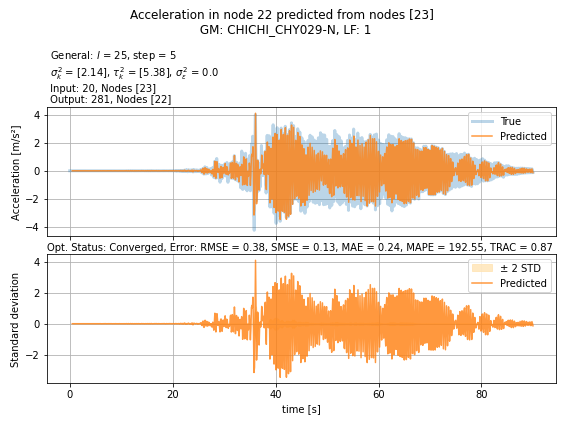 Acceleration in node 22 predicted from nodes [23]
GM: CHICHI_CHY029-N, LF: 1
General: l = 25, step = 5
σ²ₖ = [2.14], τ²ₖ = [5.38], σ²ε = 0.0
Input: 20, Nodes [23]
Output: 281, Nodes [22]
Acceleration [m/s²]
4
2
0
−2
−4
True
Predicted
Opt. Status: Converged, Error: RMSE = 0.38, SMSE = 0.13, MAE = 0.24, MAPE = 192.55, TRAC = 0.87
Standard deviation
4
2
0
−2
± 2 STD
Predicted
0 20 40 60 80
time [s]